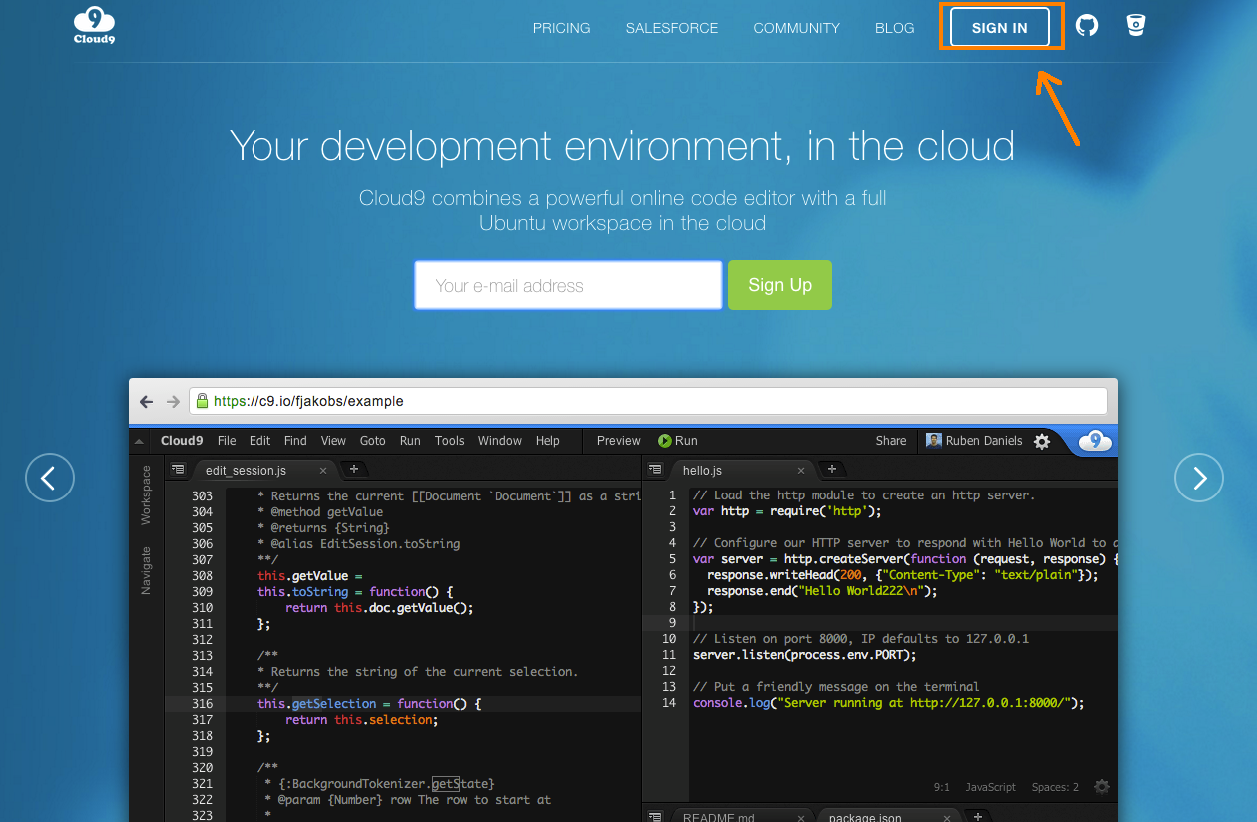 9
Cloud9
PRICING SALESFORCE COMMUNITY BLOG SIGN IN
Your development environment, in the cloud
Cloud9 combines a powerful online code editor with a full
Ubuntu workspace in the cloud
Your e-mail address Sign Up
https://c9.io/fjakobs/example
Cloud9 File Edit Find View Goto Run Tools Window Help Preview Run Share Ruben Daniels 9
Workspace
Navigate
edit_session.js × +
303 * Returns the current [[Document `Document`]] as a stri
304 * @method getValue
305 * @returns {String}
306 * @alias EditSession.toString
307 **/
308 this.getValue =
309 this.toString = function() {
310 return this.doc.getValue();
311 };
312
313 /**
314 * Returns the string of the current selection.
315 **/
316 this.getSelection = function() {
317 return this.selection;
318 };
319
320 /**
321 * {:BackgroundTokenizer.getState}
322 * @param {Number} row The row to start at
323 *
hello.js × +
1 // Load the http module to create an http server.
2 var http = require('http');
3
4 // Configure our HTTP server to respond with Hello World to a
5 var server = http.createServer(function (request, response) {
6 response.writeHead(200, {"Content-Type": "text/plain"});
7 response.end("Hello World222\n");
8 });
9
10 // Listen on port 8000, IP defaults to 127.0.0.1
11 server.listen(process.env.PORT);
12
13 // Put a friendly message on the terminal
14 console.log("Server running at http://127.0.0.1:8000/");
9:1 JavaScript Spaces: 2
README.md × package.json × +